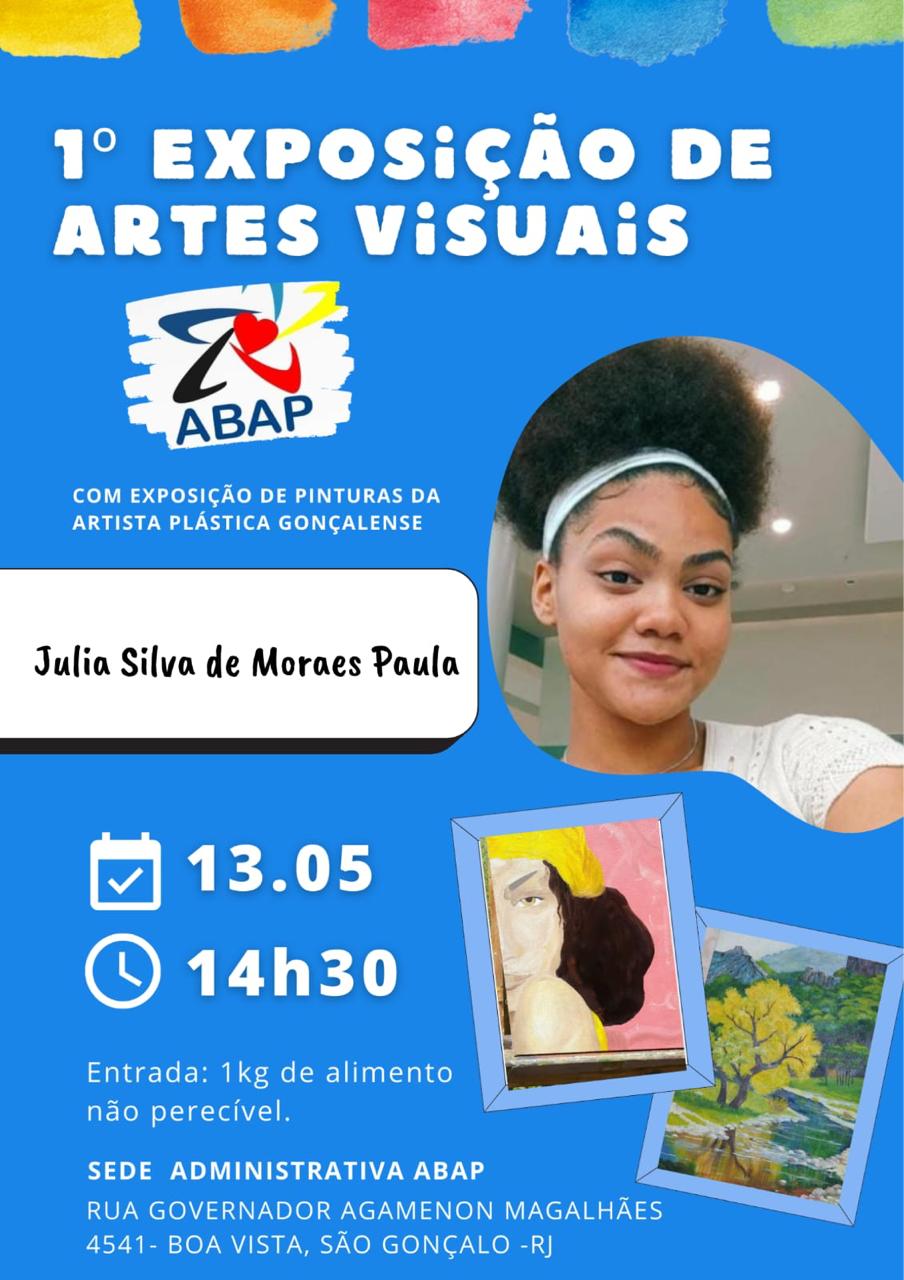 1º EXPOSIÇÃO DE
ARTES VISUAIS
ABAP
COM EXPOSIÇÃO DE PINTURAS DA
ARTISTA PLÁSTICA GONÇALENSE
Julia Silva de Moraes Paula
13.05
14h30
Entrada: 1kg de alimento
não perecível.
SEDE ADMINISTRATIVA ABAP
RUA GOVERNADOR AGAMENON MAGALHÃES
4541- BOA VISTA, SÃO GONÇALO -RJ